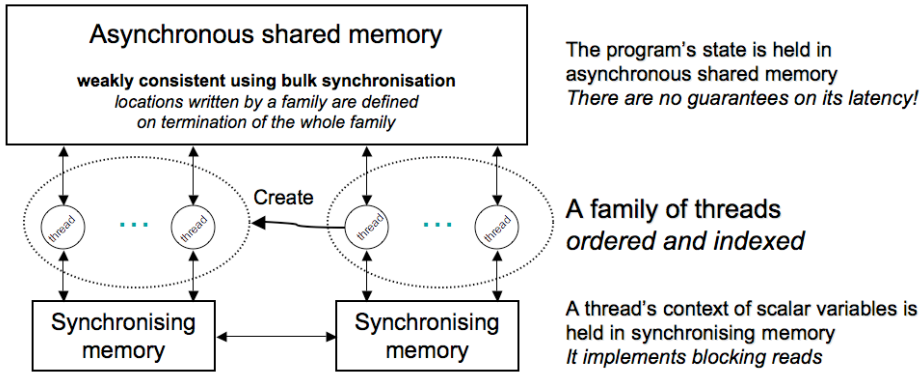 Asynchronous shared memory
weakly consistent using bulk synchronisation
locations written by a family are defined
on termination of the whole family
The program's state is held in
asynchronous shared memory
There are no guarantees on its latency!
Create
thread
...
thread
thread
...
thread
A family of threads
ordered and indexed
Synchronising
memory
Synchronising
memory
A thread's context of scalar variables is
held in synchronising memory
It implements blocking reads